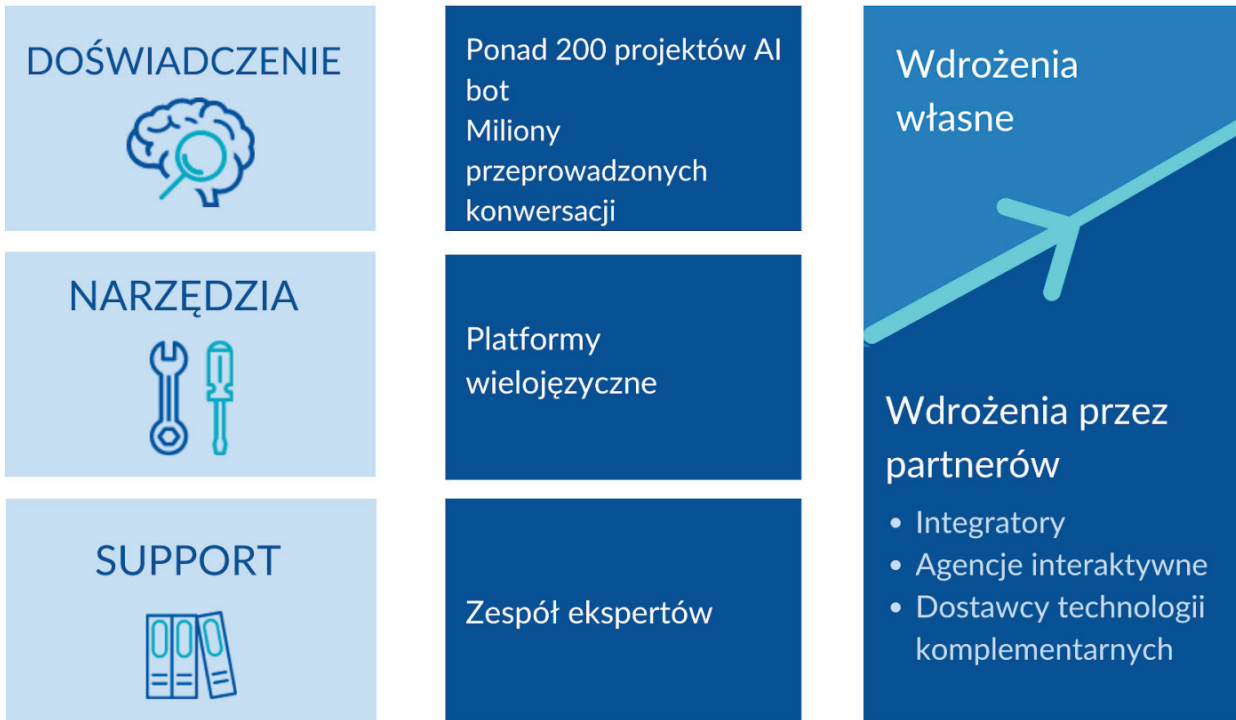 DOŚWIADCZENIE
Ponad 200 projektów AI
bot
Miliony
przeprowadzonych
konwersacji
NARZĘDZIA
Platformy
wielojęzyczne
SUPPORT
Zespół ekspertów
Wdrożenia
własne
Wdrożenia przez
partnerów
• Integratory
• Agencje interaktywne
• Dostawcy technologii
komplementarnych